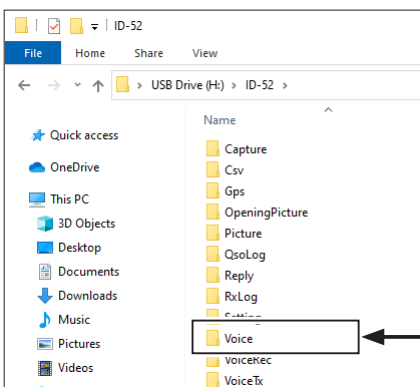 ID-52
File Home Share View
USB Drive (H:) > ID-52 >
Name
Quick access
OneDrive
This PC
3D Objects
Desktop
Documents
Downloads
Music
Pictures
Videos
Capture
Csv
Gps
OpeningPicture
Picture
QsoLog
Reply
RxLog
Setting
Voice
VoiceRec
VoiceTx